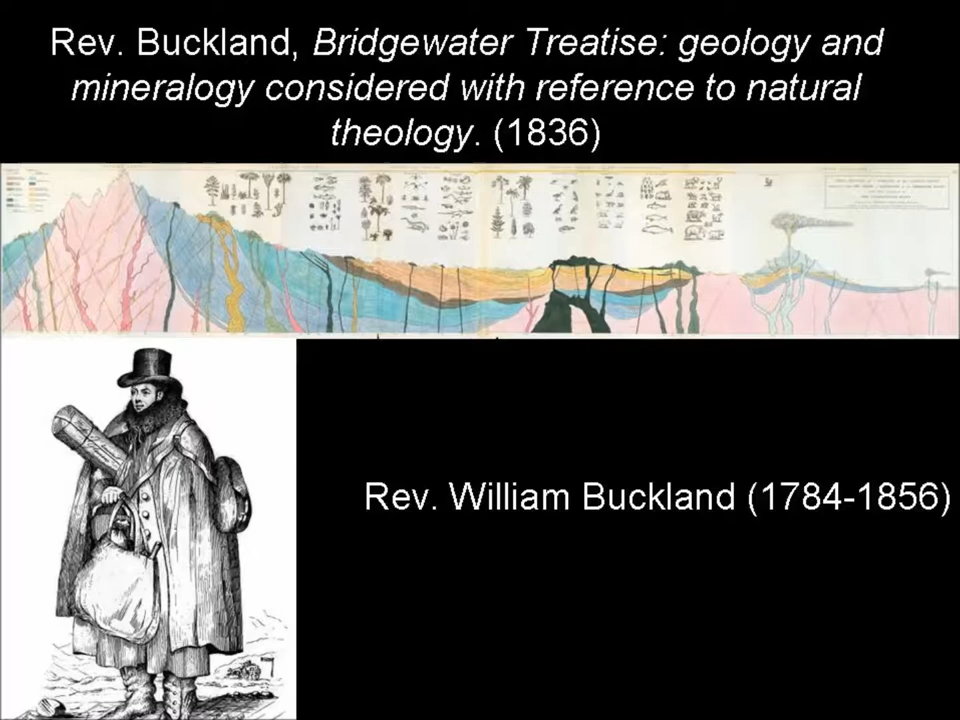 Rev. Buckland, Bridgewater Treatise: geology and
mineralogy considered with reference to natural
theology. (1836)
Rev. William Buckland (1784-1856)